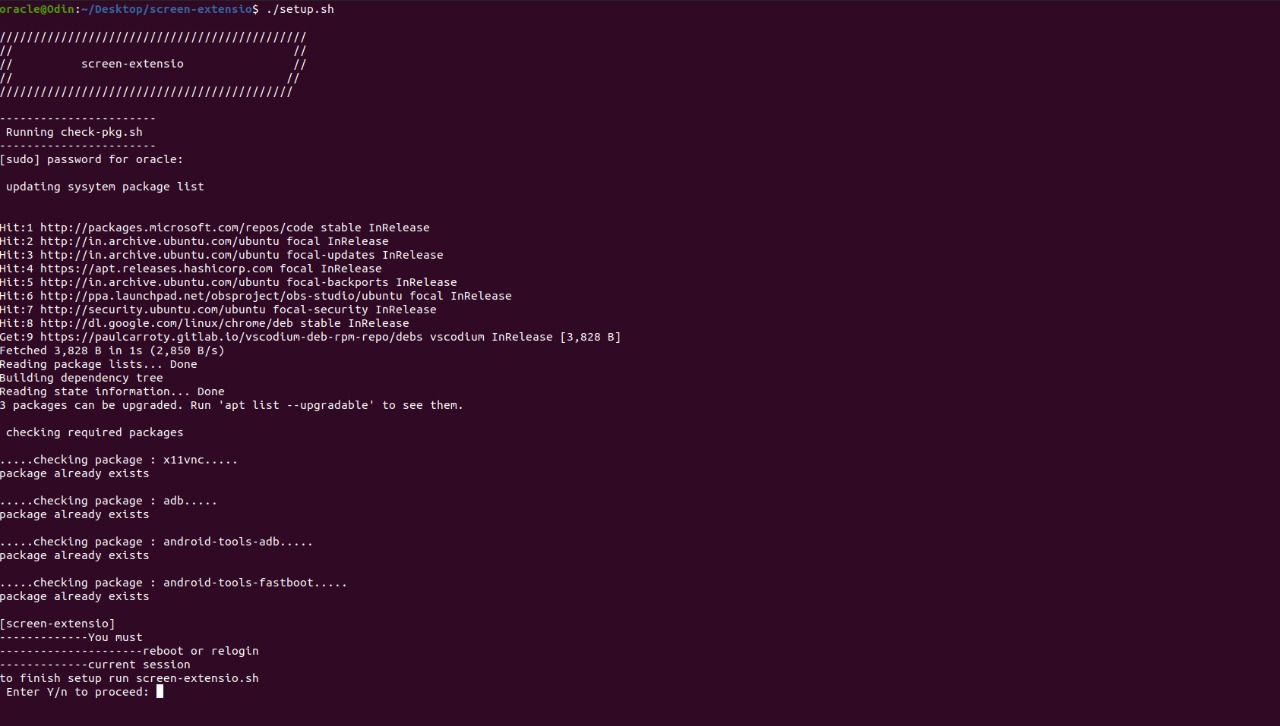 oracle@Odin:~/Desktop/screen-extensio$ ./setup.sh
/////////////////////////////////////////////
//                                         //
//          screen-extensio                //
//                                        //
///////////////////////////////////////////
-----------------------
Running check-pkg.sh
-----------------------
[sudo] password for oracle:
updating sysytem package list
Hit:1 http://packages.microsoft.com/repos/code stable InRelease
Hit:2 http://in.archive.ubuntu.com/ubuntu focal InRelease
Hit:3 http://in.archive.ubuntu.com/ubuntu focal-updates InRelease
Hit:4 https://apt.releases.hashicorp.com focal InRelease
Hit:5 http://in.archive.ubuntu.com/ubuntu focal-backports InRelease
Hit:6 http://ppa.launchpad.net/obsproject/obs-studio/ubuntu focal InRelease
Hit:7 http://security.ubuntu.com/ubuntu focal-security InRelease
Hit:8 http://dl.google.com/linux/chrome/deb stable InRelease
Get:9 https://paulcarroty.gitlab.io/vscodium-deb-rpm-repo/debs vscodium InRelease [3,828 B]
Fetched 3,828 B in 1s (2,850 B/s)
Reading package lists... Done
Building dependency tree
Reading state information... Done
3 packages can be upgraded. Run 'apt list --upgradable' to see them.
checking required packages
.....checking package : x11vnc.....
package already exists
.....checking package : adb.....
package already exists
.....checking package : android-tools-adb.....
package already exists
.....checking package : android-tools-fastboot.....
package already exists
[screen-extensio]
-------------You must
---------------------reboot or relogin
-------------current session
to finish setup run screen-extensio.sh
Enter Y/n to proceed: